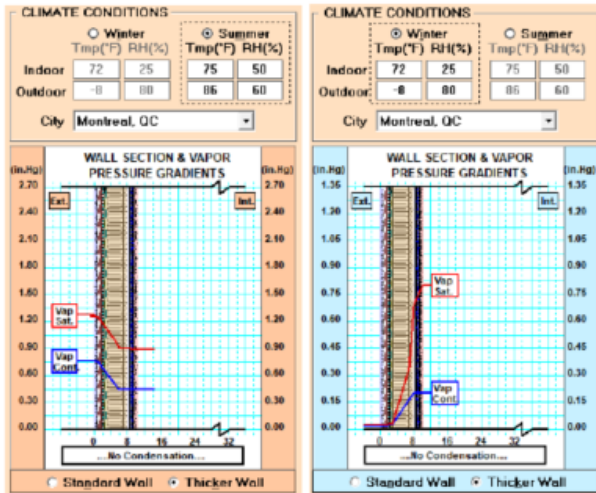 CLIMATE CONDITIONS
Winter
Summer
Tmp(°F) RH(%)
Tmp(°F) RH(%)
Indoor 72 25 75 50
Outdoor -8 80 86 60
City Montreal, QC
WALL SECTION & VAPOR
PRESSURE GRADIENTS
(in.Hg)
(in.Hg)
2.70
2.70
Ext.
Int.
2.40
2.40
2.10
2.10
1.80
1.80
1.50
1.50
Vap
Sat.
1.20
1.20
0.90
0.90
Vap
Cont.
0.60
0.60
0.30
0.30
0.00
0.00
0 8 16 24 32
....No Condensation....
Standard Wall
Thicker Wall
CLIMATE CONDITIONS
Winter
Summer
Tmp(°F) RH(%)
Tmp(°F) RH(%)
Indoor 72 25 75 50
Outdoor -8 80 86 60
City Montreal, QC
WALL SECTION & VAPOR
PRESSURE GRADIENTS
(in.Hg)
(in.Hg)
1.35
1.35
Ext.
Int.
1.20
1.20
1.05
1.05
0.90
0.90
Vap
Sat.
0.75
0.75
0.60
0.60
0.45
0.45
0.30
0.30
Vap
Cont
0.15
0.15
0.00
0.00
0 8 16 24 32
....No Condensation....
Standard Wall
Thicker Wall